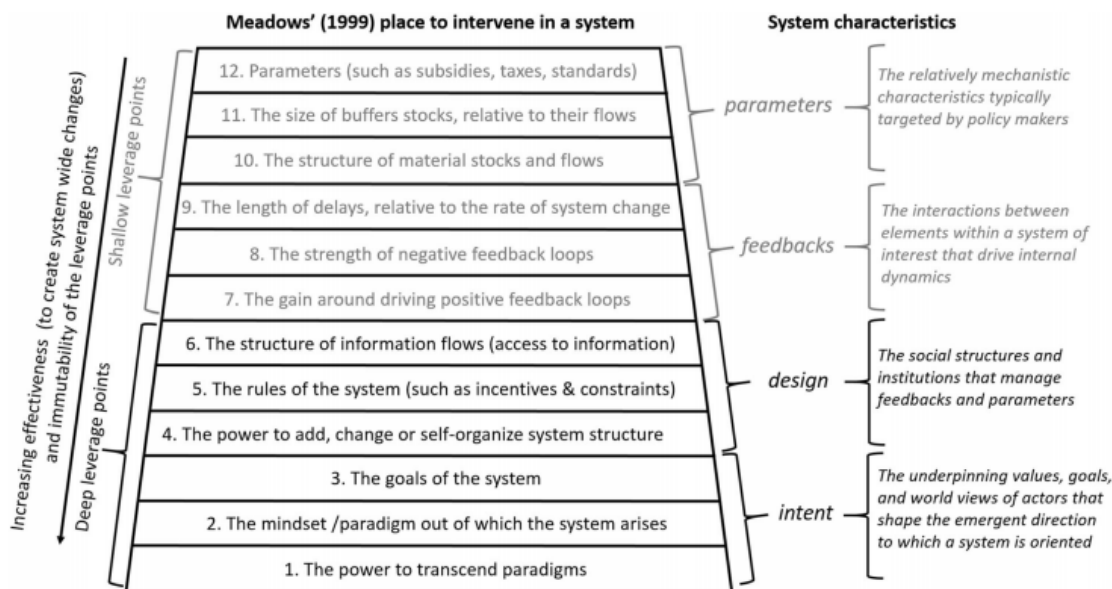 Meadows' (1999) place to intervene in a system
System characteristics
Increasing effectiveness (to create system wide changes)
and immutability of the leverage points
Shallow leverage points
Deep leverage points
12. Parameters (such as subsidies, taxes, standards)
11. The size of buffers stocks, relative to their flows
10. The structure of material stocks and flows
9. The length of delays, relative to the rate of system change
8. The strength of negative feedback loops
7. The gain around driving positive feedback loops
6. The structure of information flows (access to information)
5. The rules of the system (such as incentives & constraints)
4. The power to add, change or self-organize system structure
3. The goals of the system
2. The mindset /paradigm out of which the system arises
1. The power to transcend paradigms
parameters
The relatively mechanistic
characteristics typically
targeted by policy makers
feedbacks
The interactions between
elements within a system of
interest that drive internal
dynamics
design
The social structures and
institutions that manage
feedbacks and parameters
intent
The underpinning values, goals,
and world views of actors that
shape the emergent direction
to which a system is oriented